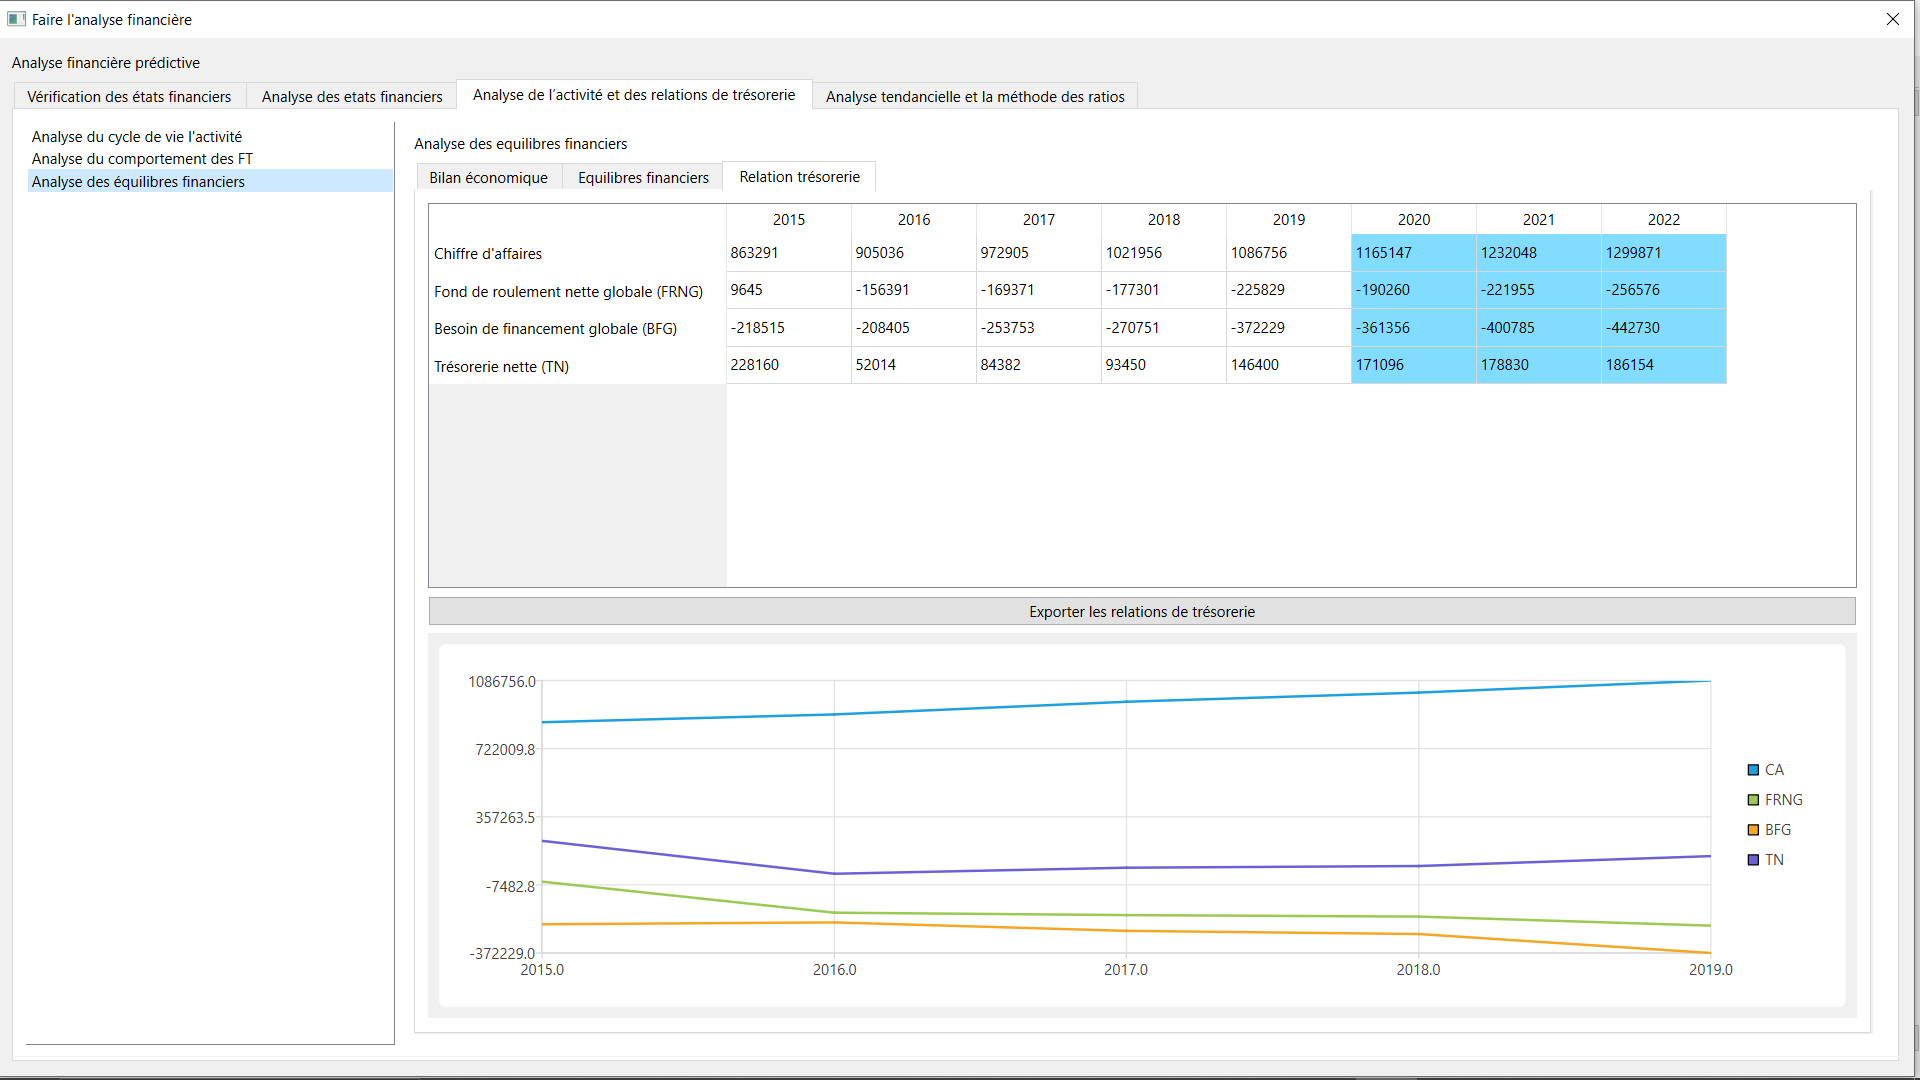 Faire l'analyse financière
Analyse financière prédictive
Vérification des états financiers
Analyse des etats financiers
Analyse de l’activité et des relations de trésorerie
Analyse tendancielle et la méthode des ratios
Analyse du cycle de vie l'activité
Analyse du comportement des FT
Analyse des équilibres financiers
Analyse des equilibres financiers
Bilan économique
Equilibres financiers
Relation trésorerie
2015 2016 2017 2018 2019 2020 2021 2022
Chiffre d'affaires 863291 905036 972905 1021956 1086756 1165147 1232048 1299871
Fond de roulement nette globale (FRNG) 9645 -156391 -169371 -177301 -225829 -190260 -221955 -256576
Besoin de financement globale (BFG) -218515 -208405 -253753 -270751 -372229 -361356 -400785 -442730
Trésorerie nette (TN) 228160 52014 84382 93450 146400 171096 178830 186154
Exporter les relations de trésorerie
1086756.0
722009.8
357263.5
-7482.8
-372229.0
2015.0 2016.0 2017.0 2018.0 2019.0
CA
FRNG
BFG
TN